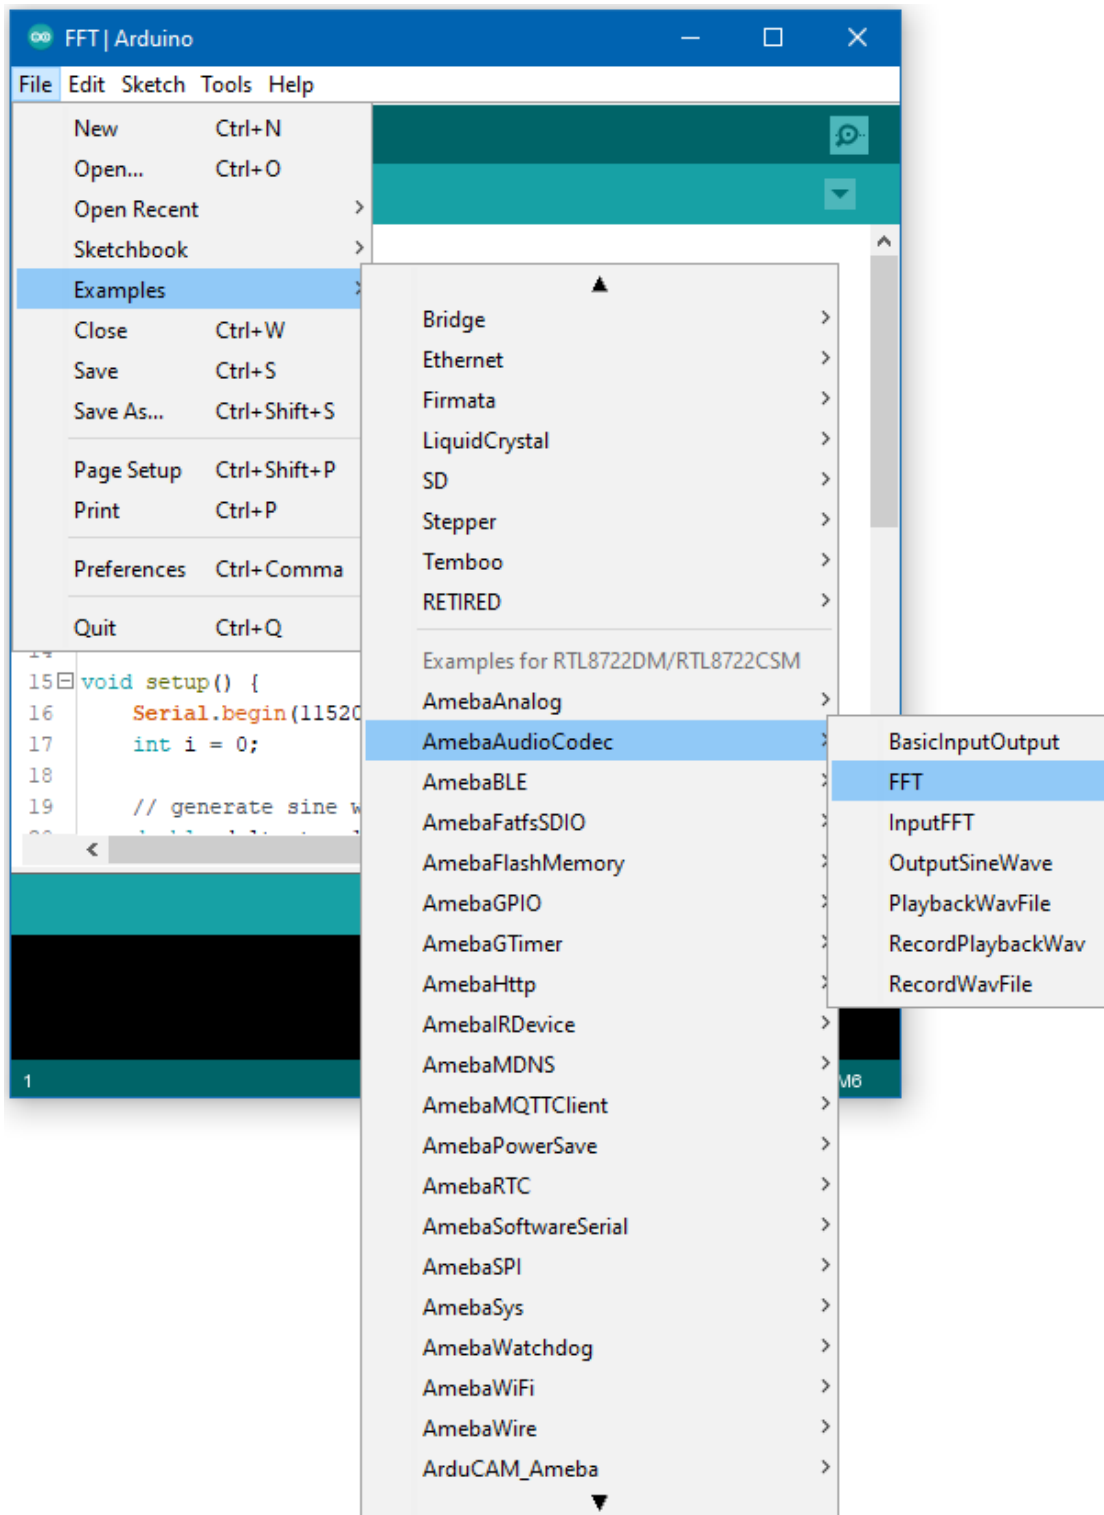 FFT | Arduino
File Edit Sketch Tools Help
New Ctrl+N
Open... Ctrl+O
Open Recent
Sketchbook
Examples
Close Ctrl+W
Save Ctrl+S
Save As... Ctrl+Shift+S
Page Setup Ctrl+Shift+P
Print Ctrl+P
Preferences Ctrl+Comma
Quit Ctrl+Q
Bridge
Ethernet
Firmata
LiquidCrystal
SD
Stepper
Temboo
RETIRED
Examples for RTL8722DM/RTL8722CSM
AmebaAnalog
AmebaAudioCodec
AmebaBLE
AmebaFatfsSDIO
AmebaFlashMemory
AmebaGPIO
AmebaGTimer
AmebaHttp
AmebaIRDevice
AmebaMDNS
AmebaMQTTClient
AmebaPowerSave
AmebaRTC
AmebaSoftwareSerial
AmebaSPI
AmebaSys
AmebaWatchdog
AmebaWiFi
AmebaWire
ArduCAM_Ameba
BasicInputOutput
FFT
InputFFT
OutputSineWave
PlaybackWavFile
RecordPlaybackWav
RecordWavFile
15 void setup() {
16 Serial.begin(11520
17 int i = 0;
18
19 // generate sine w
1
M6